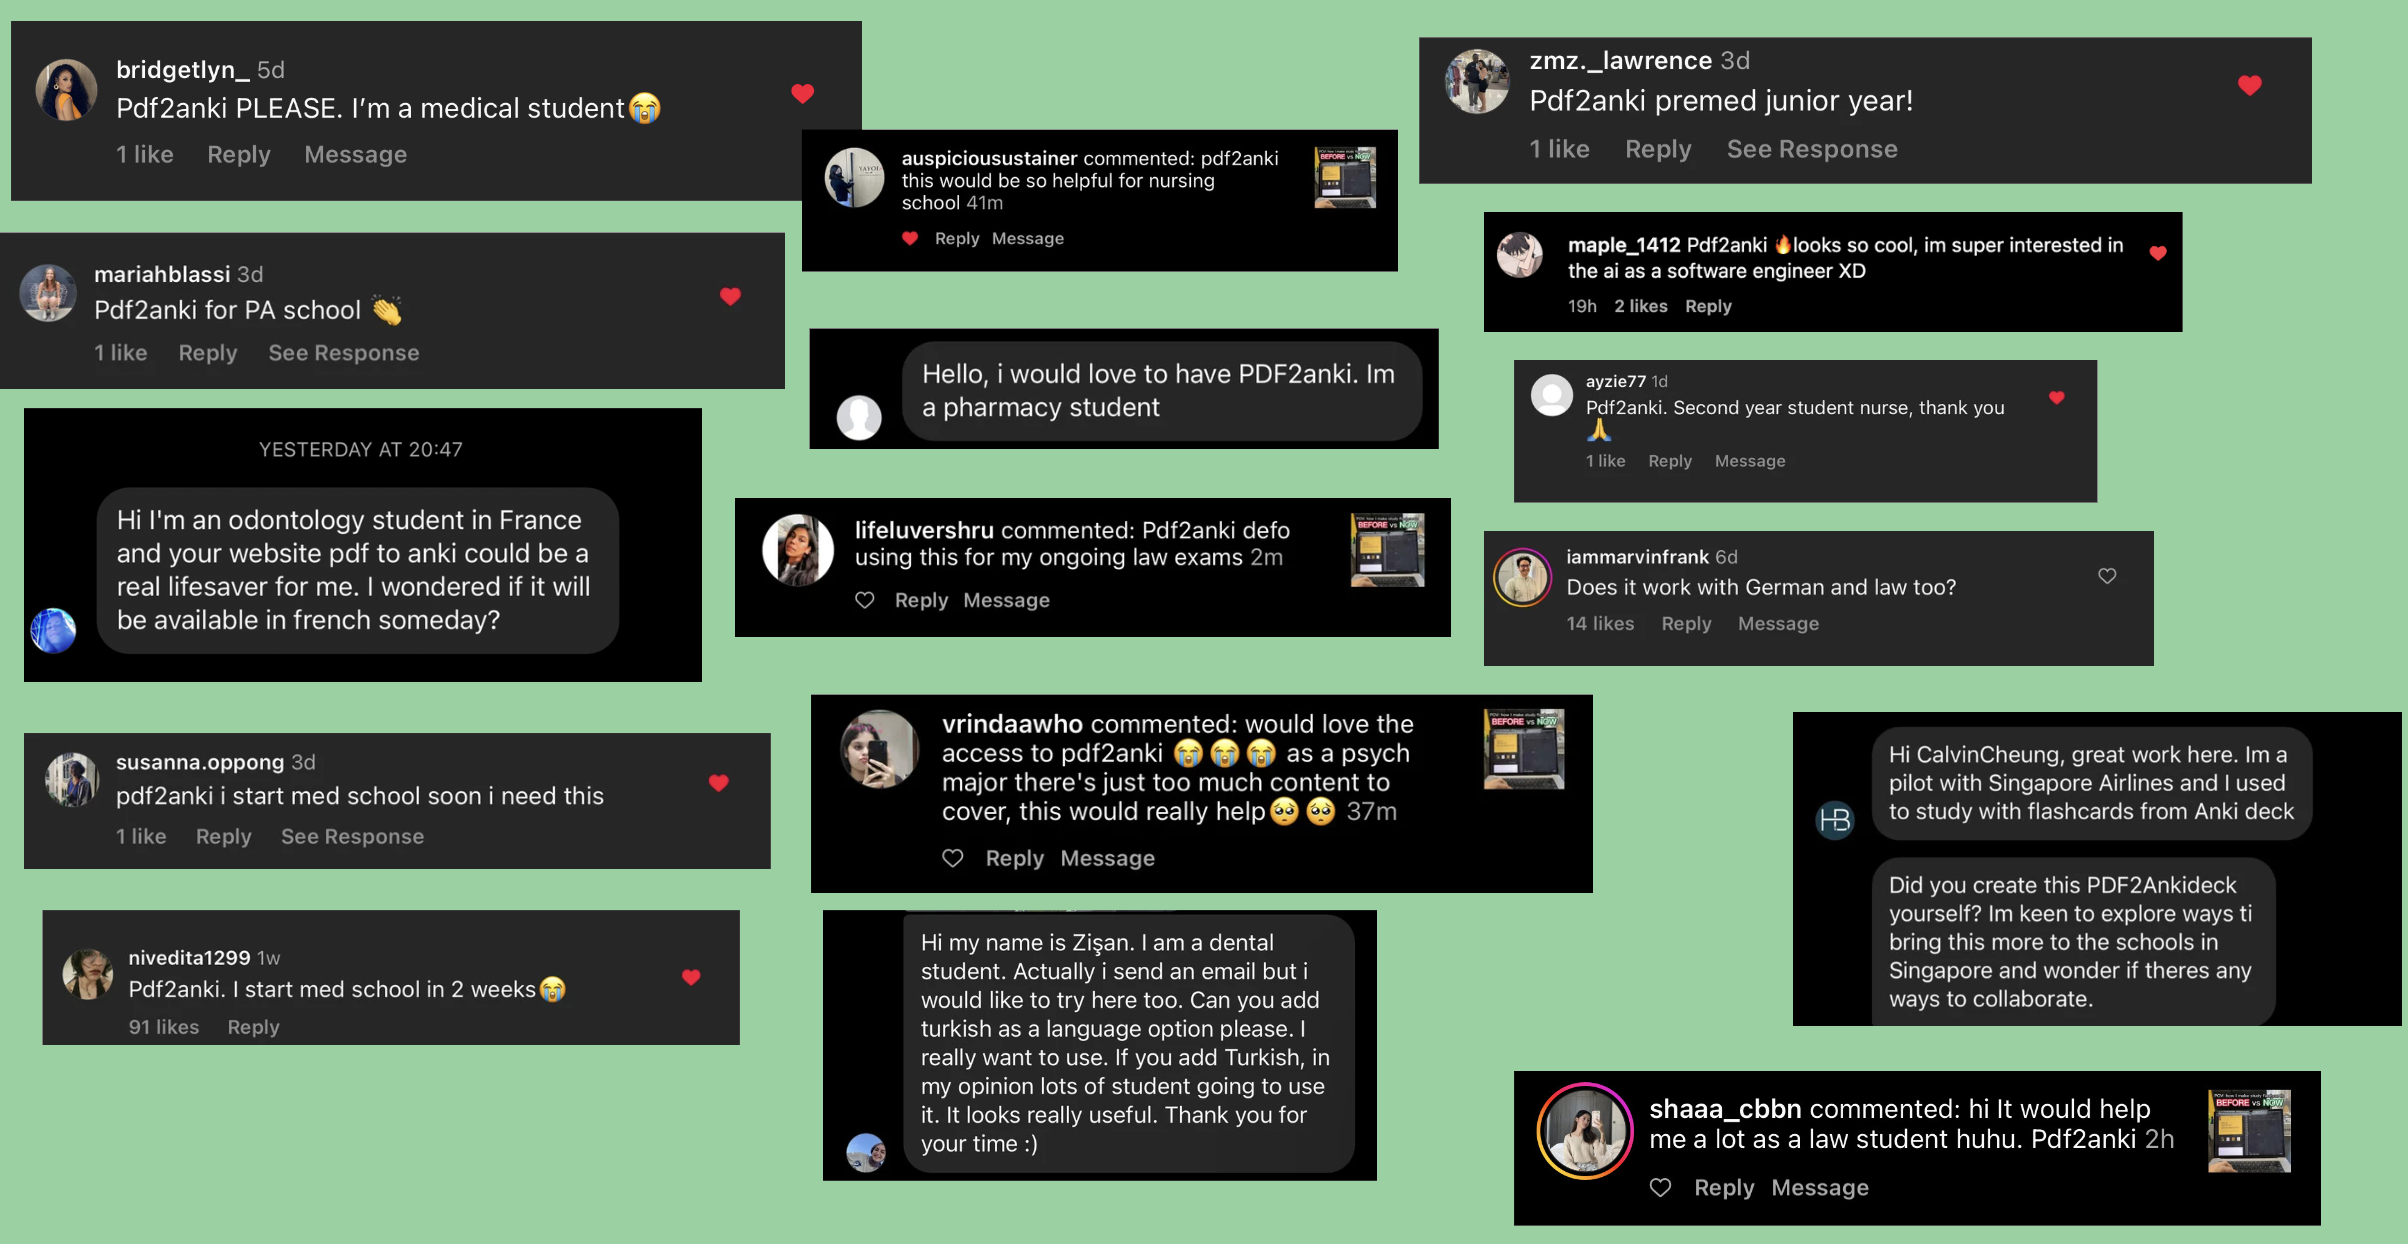 bridgetlyn_ 5d
Pdf2anki PLEASE. I’m a medical student😭
1 like Reply Message
mariahblassi 3d
Pdf2anki for PA school 👏
1 like Reply See Response
YESTERDAY AT 20:47
Hi I'm an odontology student in France
and your website pdf to anki could be a
real lifesaver for me. I wondered if it will
be available in french someday?
susanna.oppong 3d
pdf2anki i start med school soon i need this
1 like Reply See Response
nivedita1299 1w
Pdf2anki. I start med school in 2 weeks😭
91 likes Reply
auspiciousustainer commented: pdf2anki
this would be so helpful for nursing
school 41m
Reply Message
BEFORE vs NOW
Hello, i would love to have PDF2anki. Im
a pharmacy student
lifeluvershru commented: Pdf2anki defo
using this for my ongoing law exams 2m
Reply Message
BEFORE vs NOW
vrindaawho commented: would love the
access to pdf2anki 😭😭😭 as a psych
major there's just too much content to
cover, this would really help🥺🥺 37m
Reply Message
BEFORE vs NOW
Hi my name is Zişan. I am a dental
student. Actually i send an email but i
would like to try here too. Can you add
turkish as a language option please. I
really want to use. If you add Turkish, in
my opinion lots of student going to use
it. It looks really useful. Thank you for
your time :)
zmz._lawrence 3d
Pdf2anki premed junior year!
1 like Reply See Response
maple_1412 Pdf2anki 🔥looks so cool, im super interested in
the ai as a software engineer XD
19h 2 likes Reply
ayzie77 1d
Pdf2anki. Second year student nurse, thank you
🙏
1 like Reply Message
iammarvinfrank 6d
Does it work with German and law too?
14 likes Reply Message
HB
Hi CalvinCheung, great work here. Im a
pilot with Singapore Airlines and I used
to study with flashcards from Anki deck
Did you create this PDF2Ankideck
yourself? Im keen to explore ways ti
bring this more to the schools in
Singapore and wonder if theres any
ways to collaborate.
shaaa_cbbn commented: hi It would help
me a lot as a law student huhu. Pdf2anki 2h
Reply Message
BEFORE vs NOW